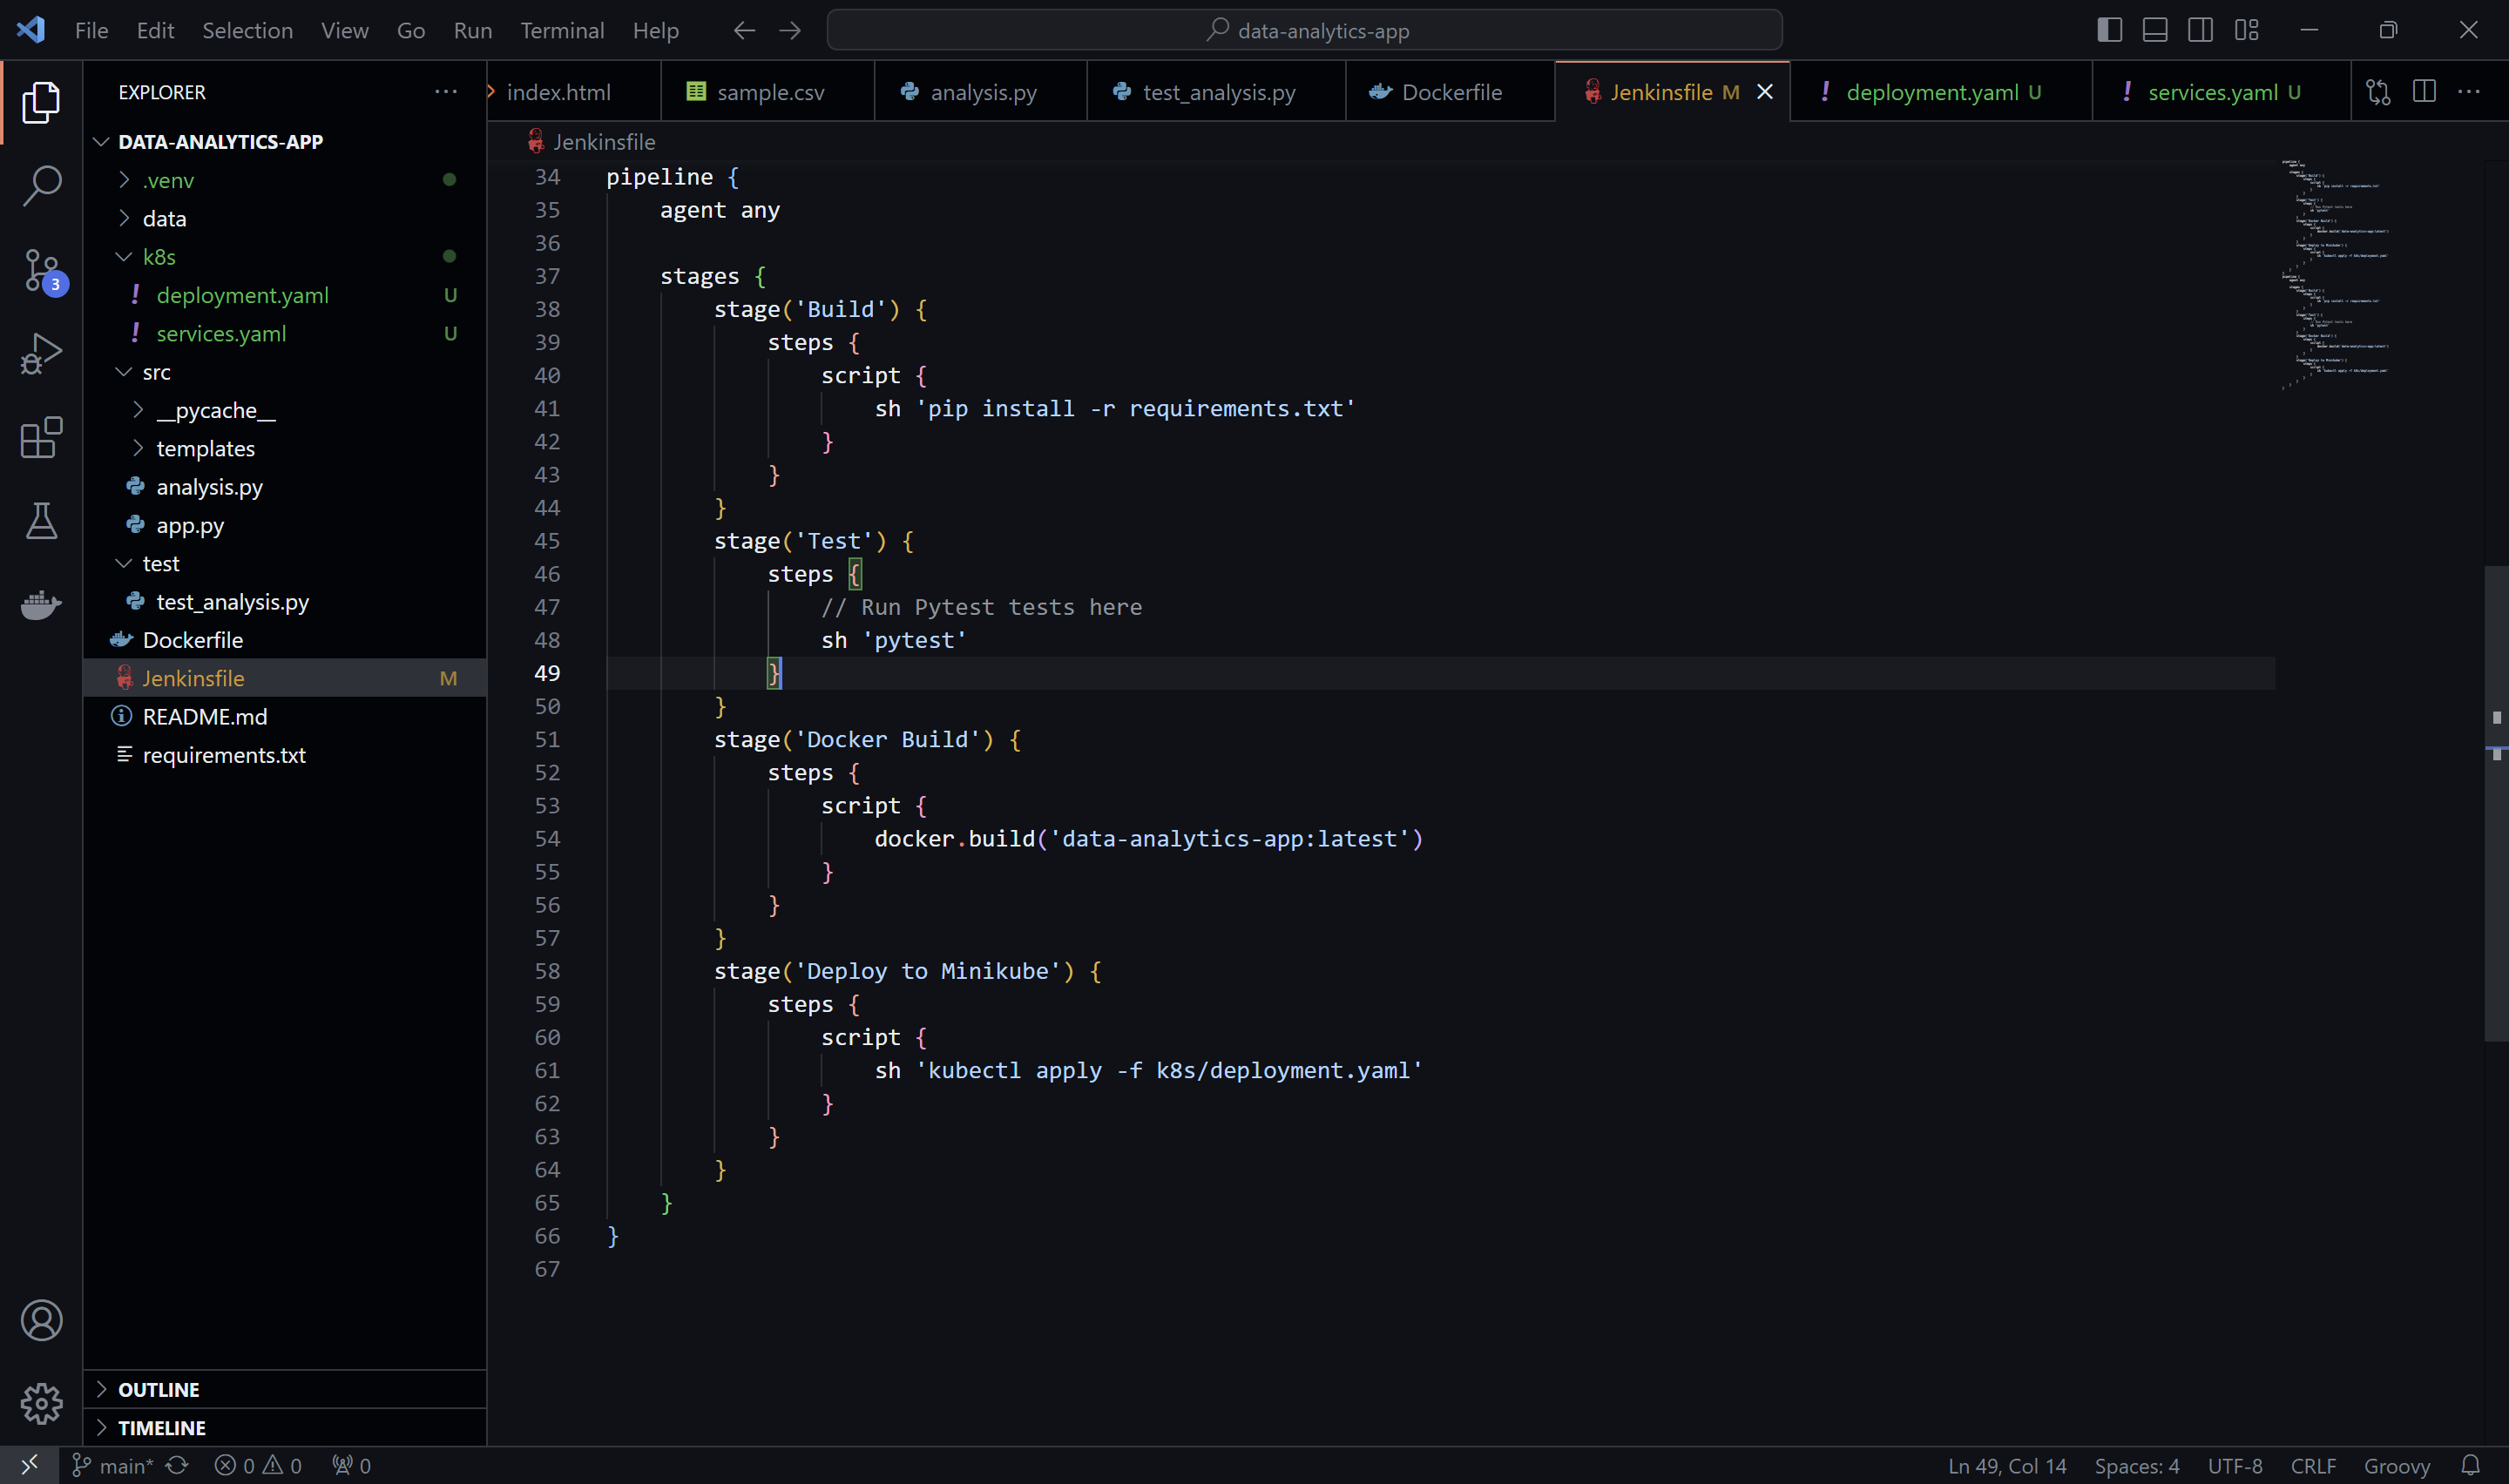 File Edit Selection View Go Run Terminal Help
data-analytics-app
EXPLORER
DATA-ANALYTICS-APP
.venv
data
k8s
deployment.yaml U
services.yaml U
src
__pycache__
templates
analysis.py
app.py
test
test_analysis.py
Dockerfile
Jenkinsfile M
README.md
requirements.txt
OUTLINE
TIMELINE
3
index.html sample.csv analysis.py test_analysis.py Dockerfile Jenkinsfile M deployment.yaml U services.yaml U
Jenkinsfile
34 pipeline {
35     agent any
36
37     stages {
38         stage('Build') {
39             steps {
40                 script {
41                     sh 'pip install -r requirements.txt'
42                 }
43             }
44         }
45         stage('Test') {
46             steps {
47                 // Run Pytest tests here
48                 sh 'pytest'
49             }
50         }
51         stage('Docker Build') {
52             steps {
53                 script {
54                     docker.build('data-analytics-app:latest')
55                 }
56             }
57         }
58         stage('Deploy to Minikube') {
59             steps {
60                 script {
61                     sh 'kubectl apply -f k8s/deployment.yaml'
62                 }
63             }
64         }
65     }
66 }
67
main* 0 0 0 Ln 49, Col 14 Spaces: 4 UTF-8 CRLF Groovy